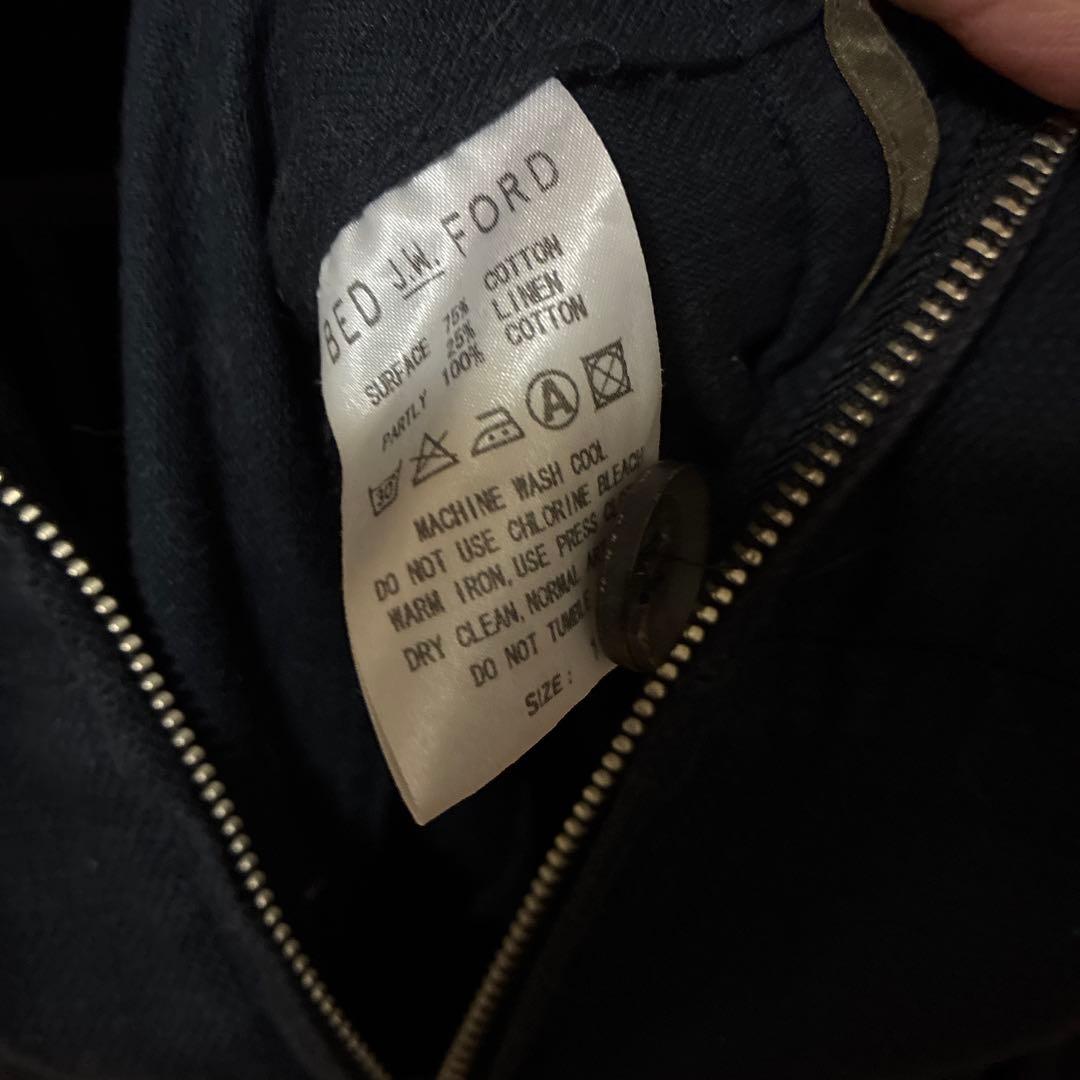 BED J.W. FORD
SURFACE 75% COTTON
25% LINEN
PARTLY 100% COTTON
30 A
MACHINE WASH COOL
DO NOT USE CHLORINE BLEACH
WARM IRON, USE PRESS
DRY CLEAN, NORMAL
DO NOT TUMBLE
SIZE: